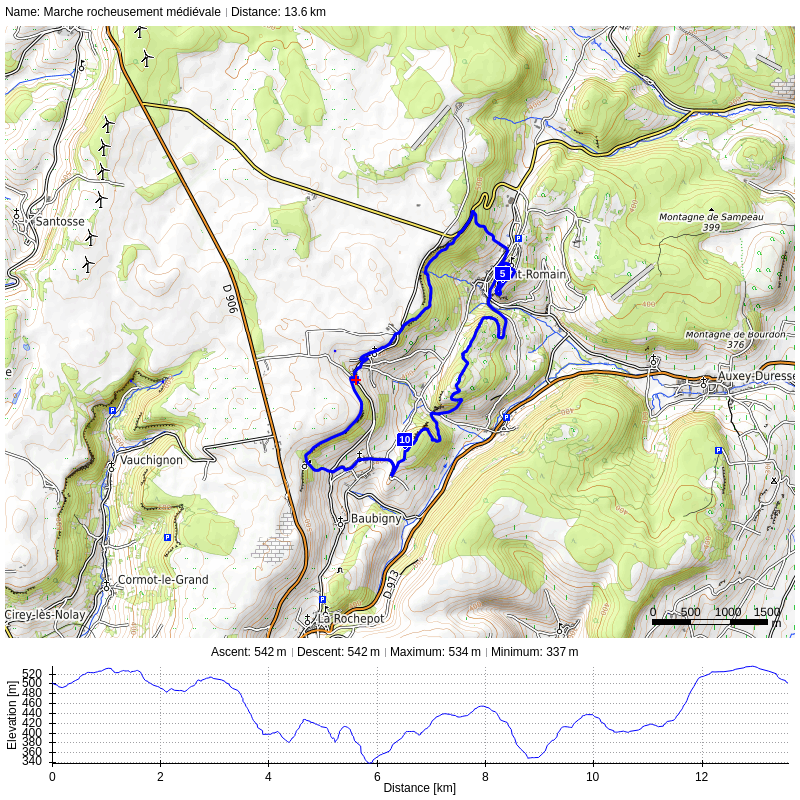 Name: Marche rocheusement médiévale | Distance: 13.6 km
Santosse
Montagne de Sampeau
399
P
D 906
5
t-Romain
Montagne de Bourdon
376
e
Auxey-Duresse
P
P
10
P
Vauchignon
Baubigny
P
Cormot-le-Grand
D 973
P
Cirey-lès-Nolay
La Rochepot
0 500 1000 1500
m
Ascent: 542 m | Descent: 542 m | Maximum: 534 m | Minimum: 337 m
Elevation [m]
520
500
480
460
440
420
400
380
360
340
0 2 4 6 8 10 12
Distance [km]